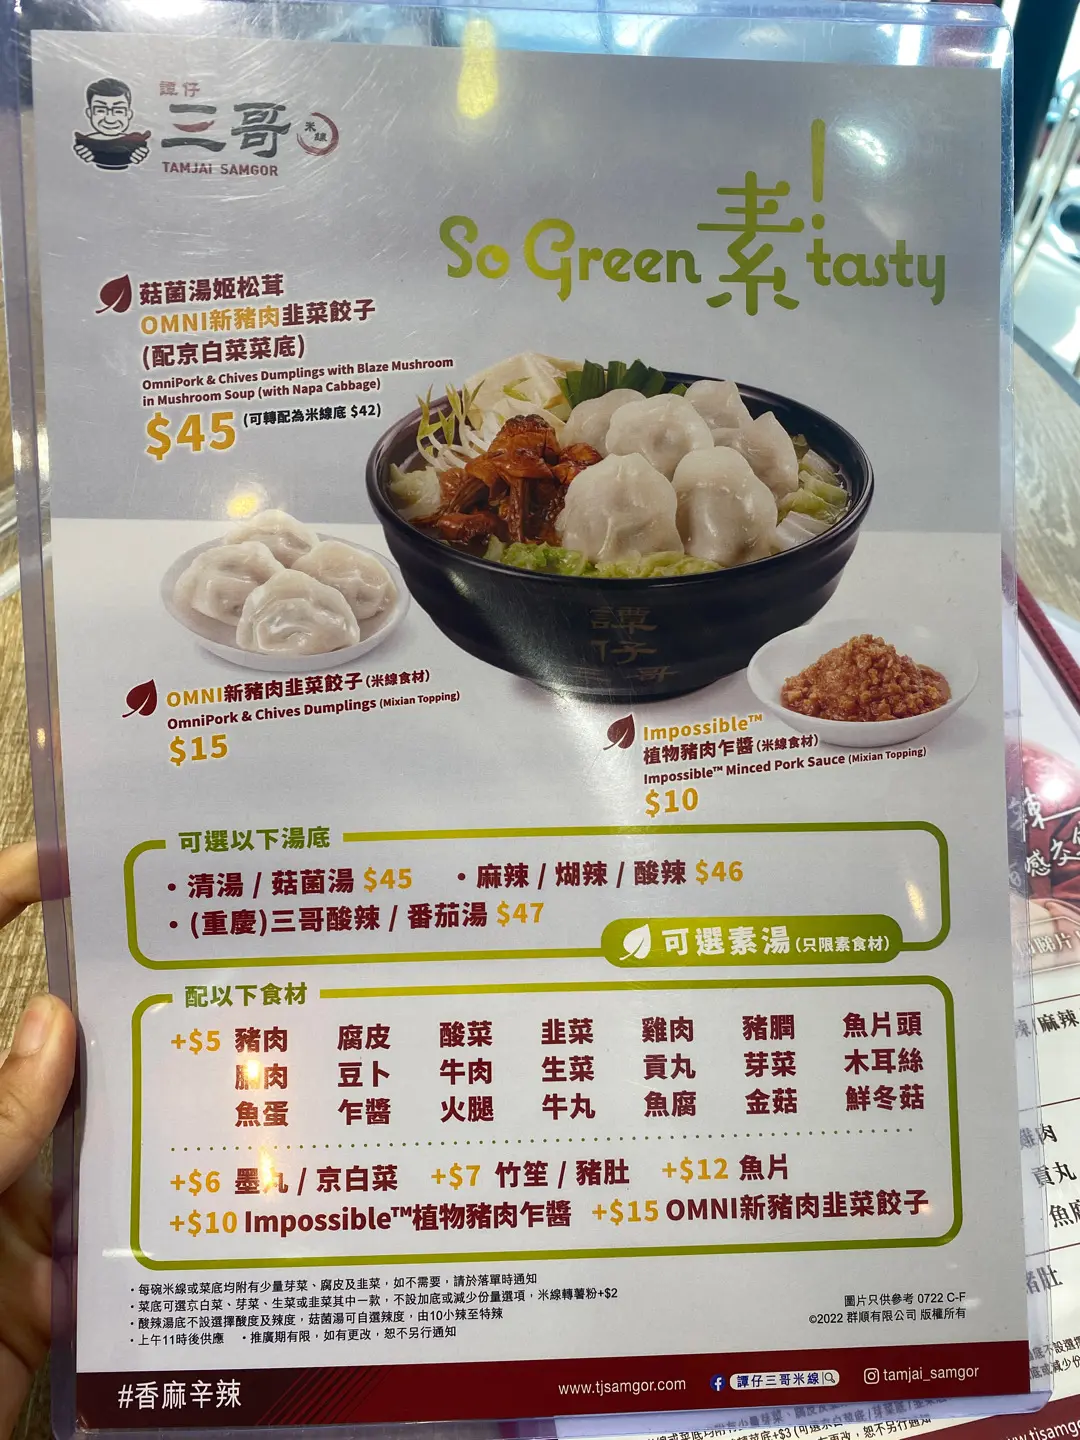 譚仔
三哥
米線
TAMJAI SAMGOR
So Green 素! tasty
菇菌湯姬松茸
OMNI新豬肉韭菜餃子
(配京白菜菜底)
OmniPork & Chives Dumplings with Blaze Mushroom
in Mushroom Soup (with Napa Cabbage)
$45 (可轉配為米線底 $42)
譚仔三哥
OMNI新豬肉韭菜餃子(米線食材)
OmniPork & Chives Dumplings (Mixian Topping)
$15
Impossible™
植物豬肉乍醬(米線食材)
Impossible™ Minced Pork Sauce (Mixian Topping)
$10
可選以下湯底
• 清湯 / 菇菌湯 $45 • 麻辣 / 煳辣 / 酸辣 $46
• (重慶)三哥酸辣 / 番茄湯 $47
可選素湯(只限素食材)
配以下食材
+$5 豬肉 腐皮 酸菜 韭菜 雞肉 豬膶 魚片頭
腩肉 豆卜 牛肉 生菜 貢丸 芽菜 木耳絲
魚蛋 乍醬 火腿 牛丸 魚腐 金菇 鮮冬菇
+$6 墨丸 / 京白菜 +$7 竹笙 / 豬肚 +$12 魚片
+$10 Impossible™植物豬肉乍醬 +$15 OMNI新豬肉韭菜餃子
• 每碗米線或菜底均附有少量芽菜、腐皮及韭菜，如不需要，請於落單時通知
• 菜底可選京白菜、芽菜、生菜或韭菜其中一款，不設加底或減少份量選項，米線轉薯粉+$2
• 酸辣湯底不設選擇酸度及辣度，菇菌湯可自選辣度，由10小辣至特辣
• 上午11時後供應 • 推廣期有限，如有更改，恕不另行通知
圖片只供參考 0722 C-F
©2022 群順有限公司 版權所有
#香麻辛辣
www.tjsamgor.com
譚仔三哥米線
tamjai_samgor
麻辣
雞肉
貢丸
豬肚